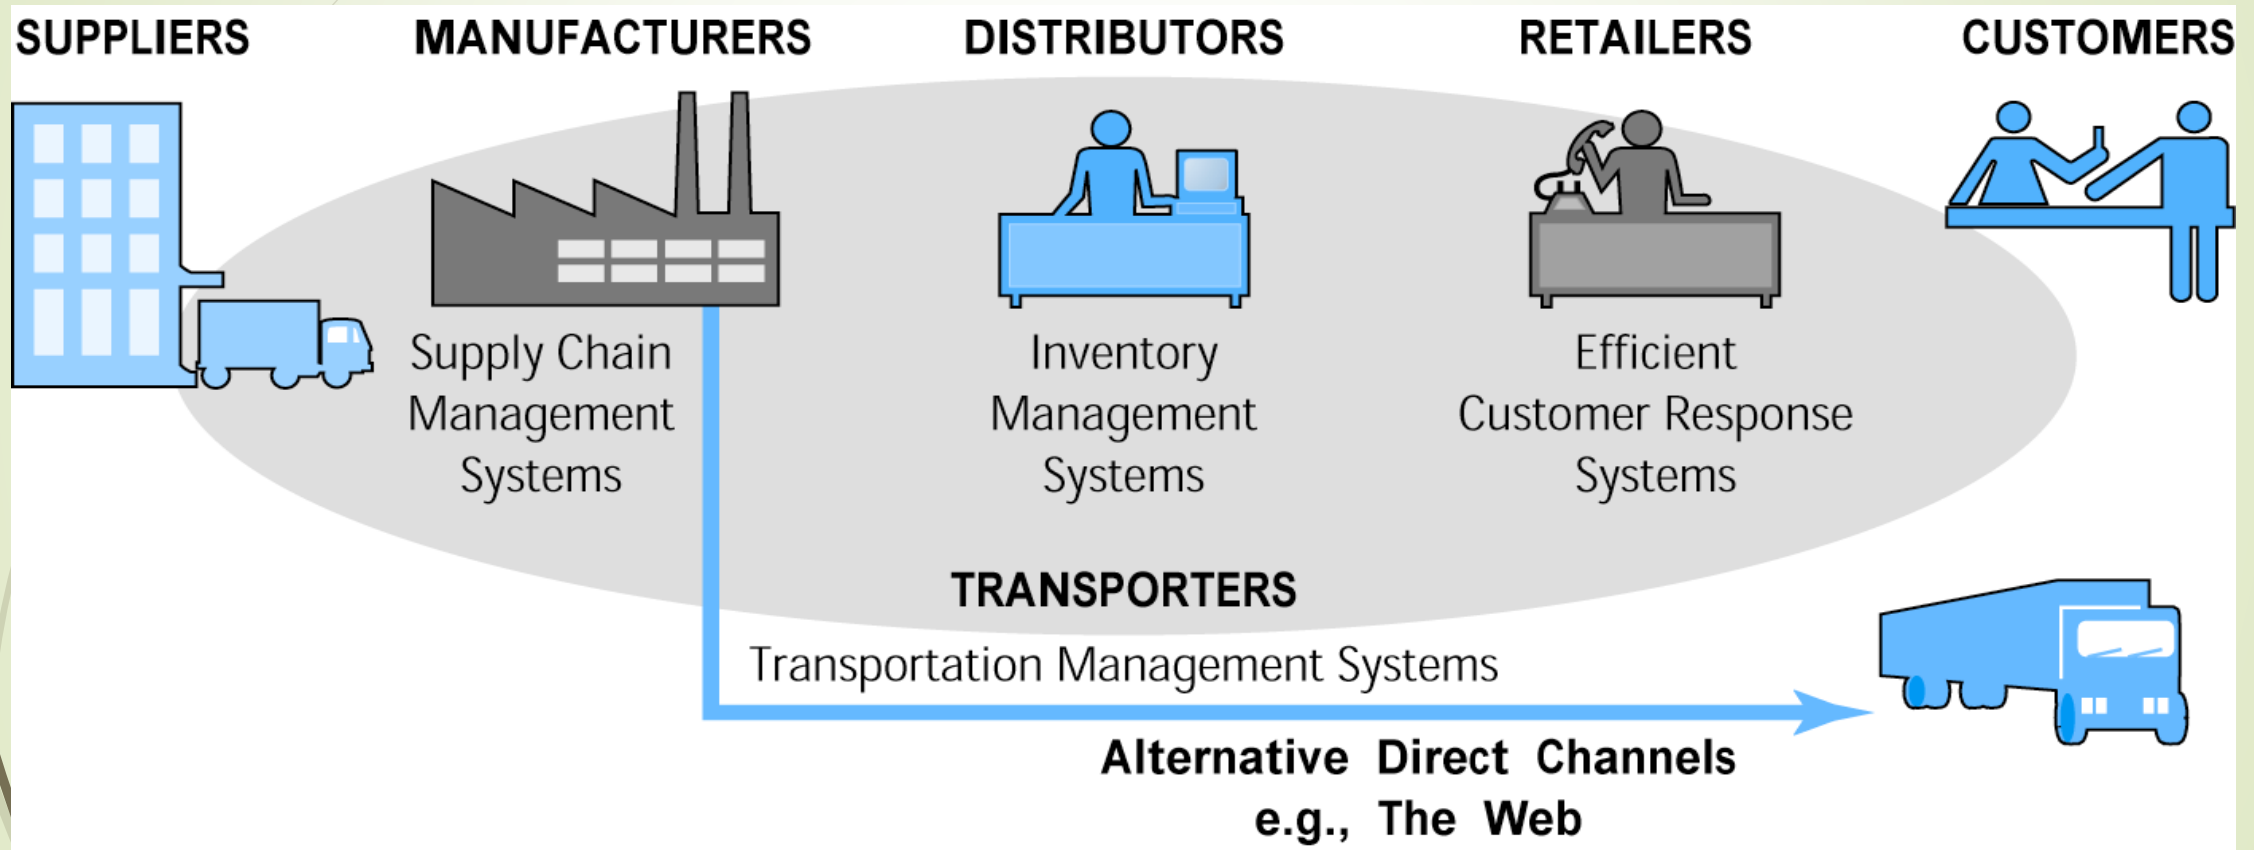 SUPPLIERS MANUFACTURERS DISTRIBUTORS RETAILERS CUSTOMERS
Supply Chain
Management
Systems
Inventory
Management
Systems
Efficient
Customer Response
Systems
TRANSPORTERS
Transportation Management Systems
Alternative Direct Channels
e.g., The Web